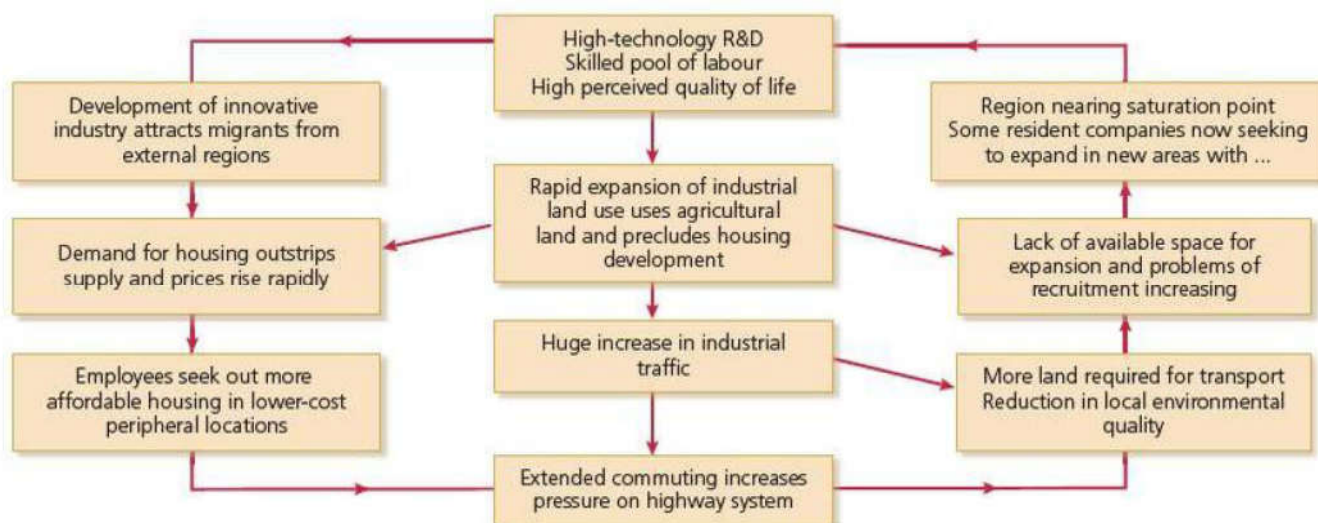 High-technology R&D
Skilled pool of labour
High perceived quality of life
Development of innovative
industry attracts migrants from
external regions
Region nearing saturation point
Some resident companies now seeking
to expand in new areas with ...
Rapid expansion of industrial
land use uses agricultural
land and precludes housing
development
Demand for housing outstrips
supply and prices rise rapidly
Lack of available space for
expansion and problems of
recruitment increasing
Huge increase in industrial
traffic
Employees seek out more
affordable housing in lower-cost
peripheral locations
More land required for transport
Reduction in local environmental
quality
Extended commuting increases
pressure on highway system